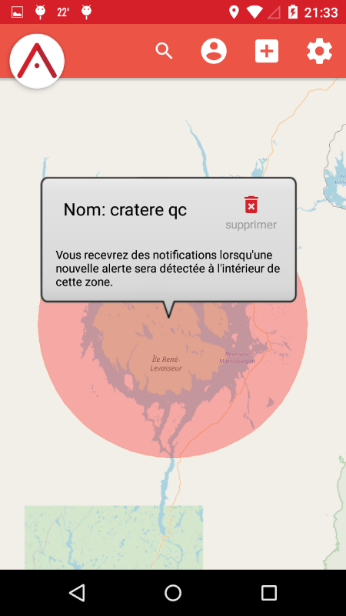 22°
21:33
Nom: cratere qc
supprimer
Vous recevrez des notifications lorsqu'une
nouvelle alerte sera détectée à l'intérieur de
cette zone.
Île René-
Levasseur